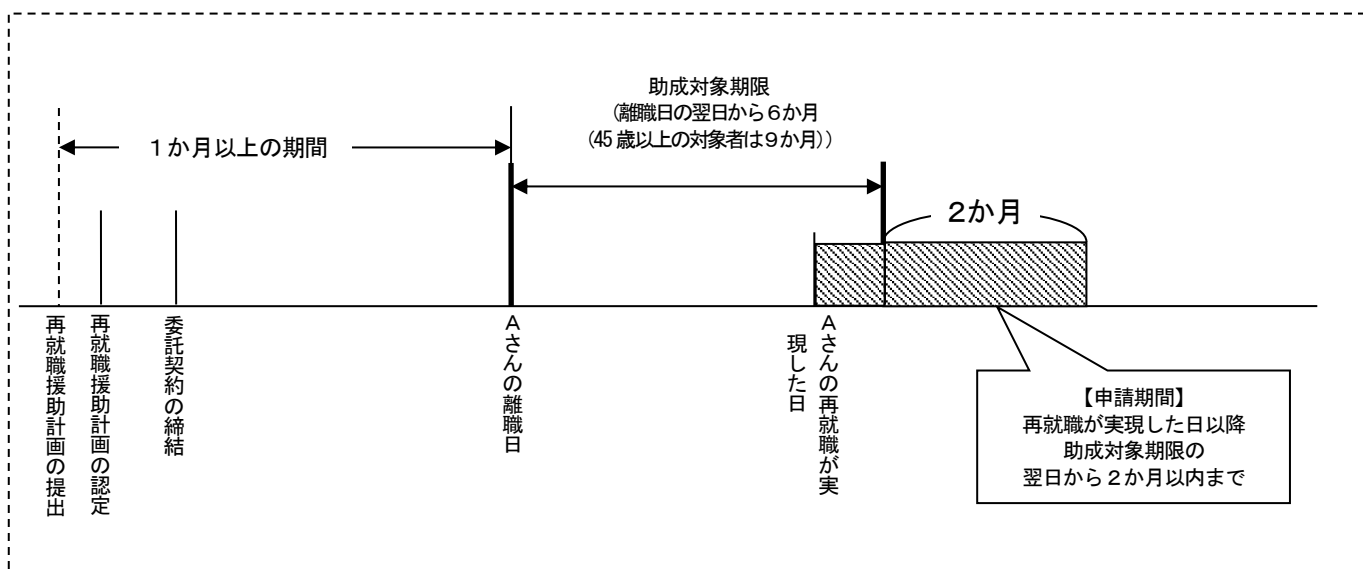 助成対象期限
(離職日の翌日から6か月
(45歳以上の対象者は9か月))
1か月以上の期間
2か月
再就職援助計画の提出
再就職援助計画の認定
委託契約の締結
Aさんの離職日
Aさんの再就職が実
現した日
【申請期間】
再就職が実現した日以降
助成対象期限の
翌日から2か月以内まで